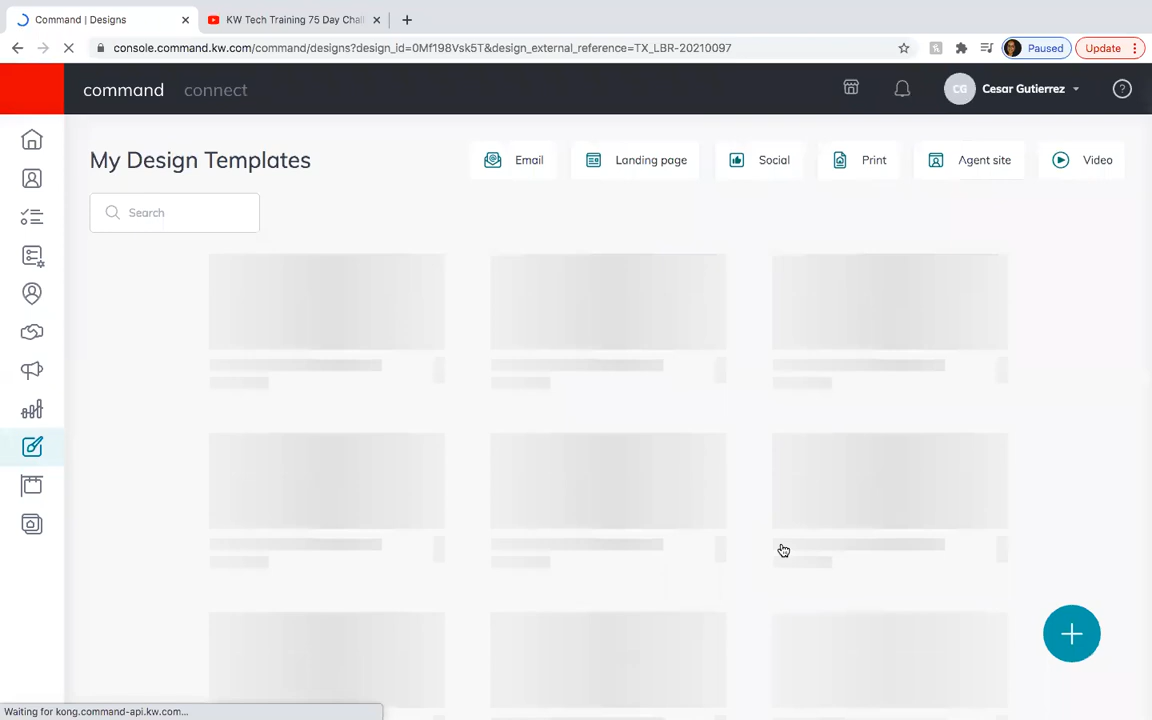 Command | Designs
KW Tech Training 75 Day Chal
console.command.kw.com/command/designs?design_id=0Mf198Vsk5T&design_external_reference=TX_LBR-20210097
Paused
Update
command
connect
CG
Cesar Gutierrez
My Design Templates
Email
Landing page
Social
Print
Agent site
Video
Search
Waiting for kong.command-api.kw.com...